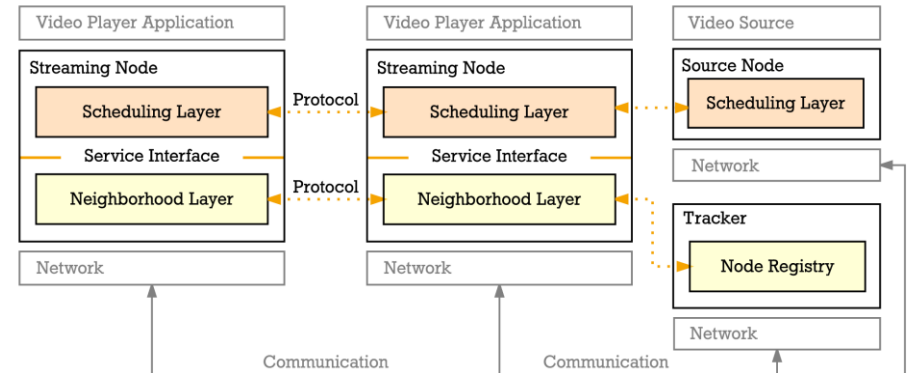 Video Player Application
Video Player Application
Video Source
Streaming Node
Streaming Node
Source Node
Scheduling Layer
Protocol
Scheduling Layer
Scheduling Layer
Service Interface
Service Interface
Network
Neighborhood Layer
Protocol
Neighborhood Layer
Tracker
Network
Network
Node Registry
Network
Communication
Communication